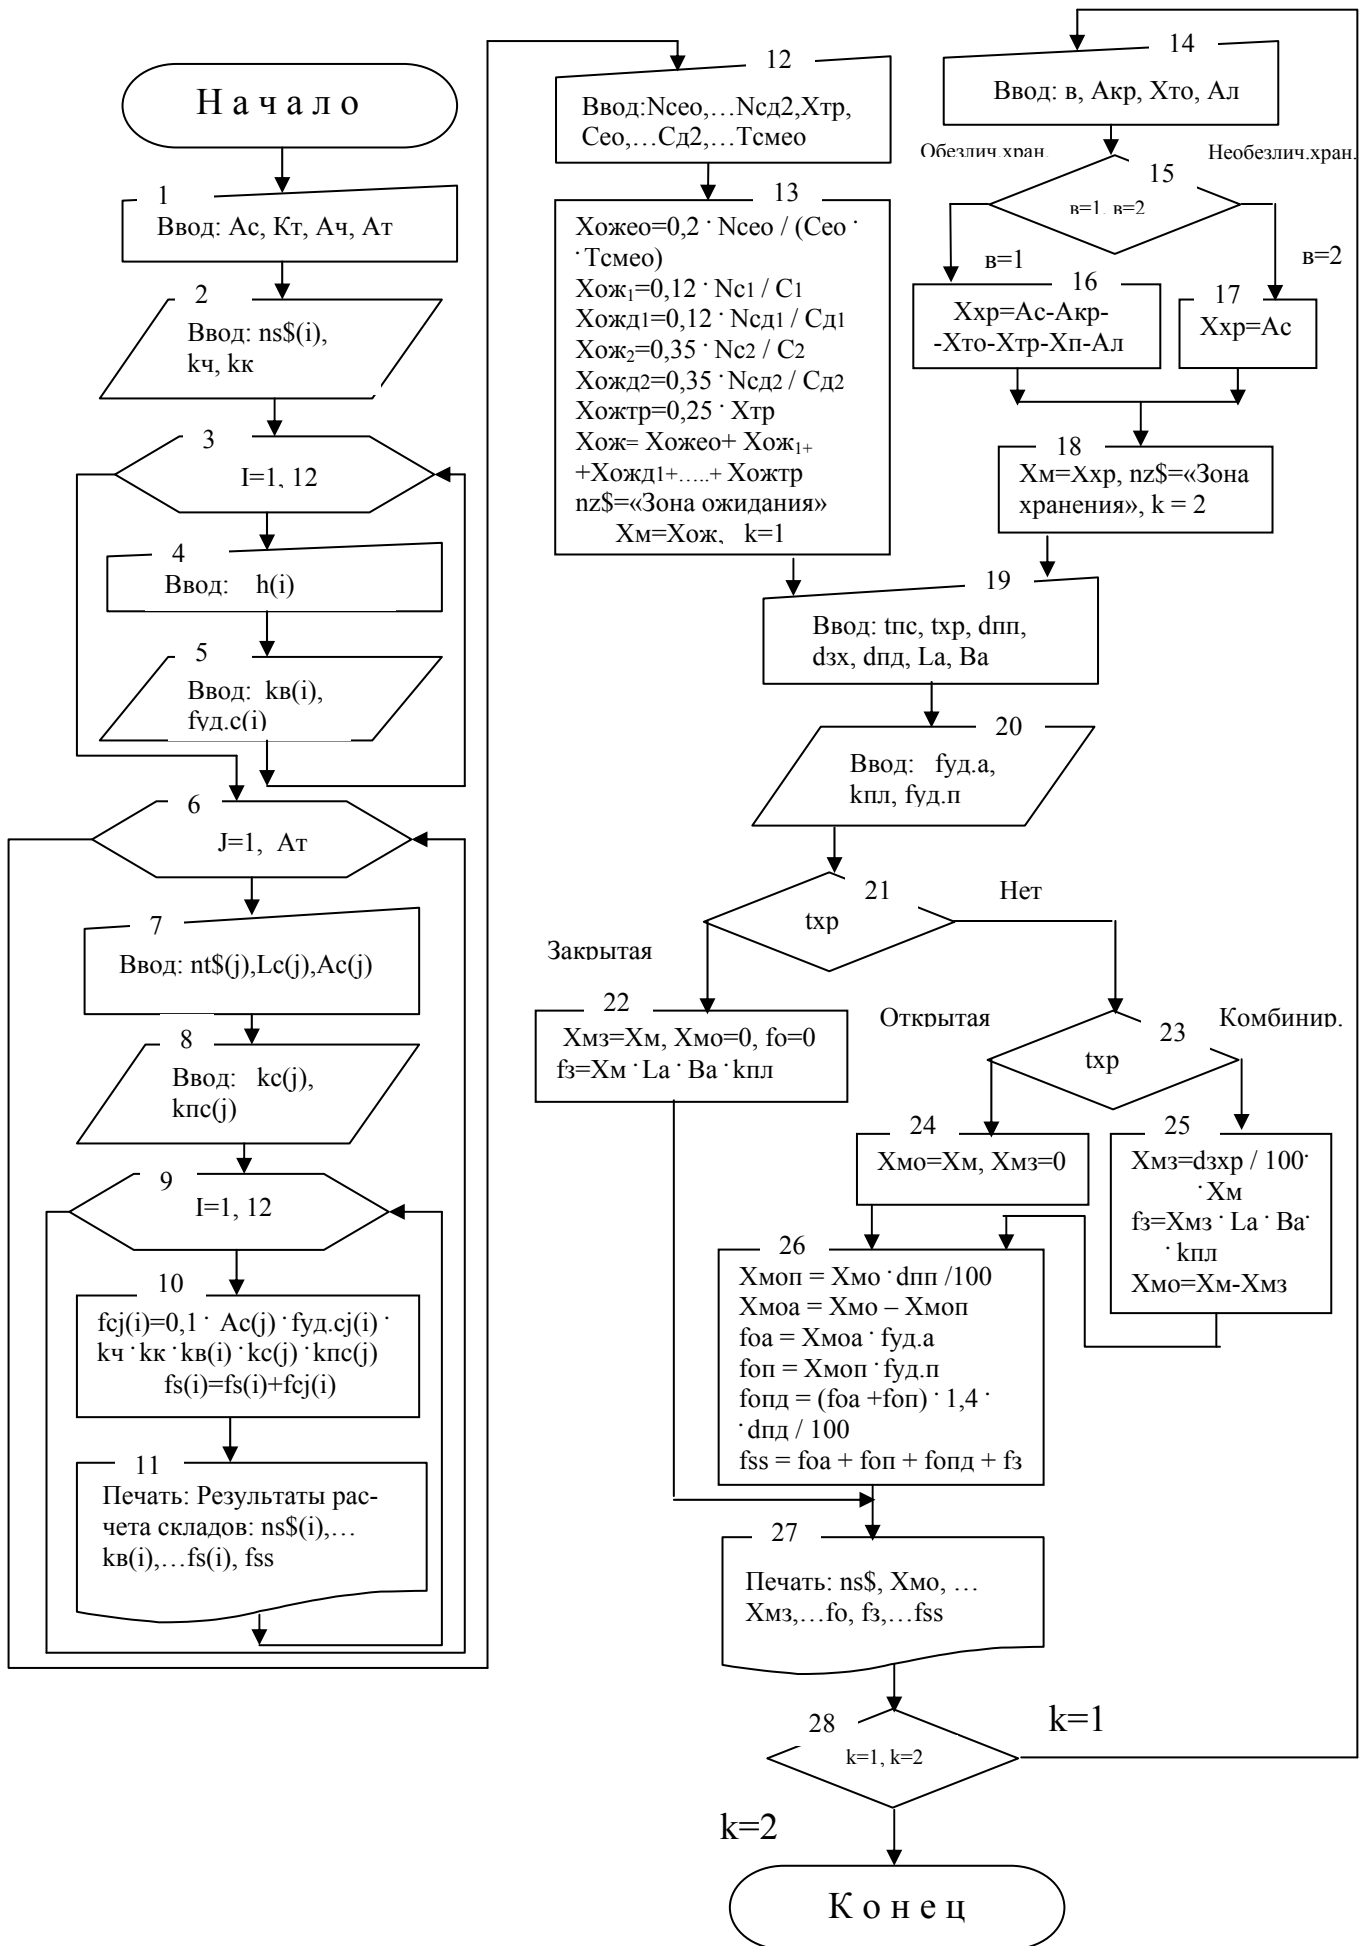 Начало
1
Ввод: Ас, Кт, Ач, Ат
2
Ввод: ns$(i),
kч, kк
3
I=1, 12
4
Ввод: h(i)
5
Ввод: kв(i),
fуд.с(i)
6
J=1, Ат
7
Ввод: nt$(j),Lc(j),Ac(j)
8
Ввод: kс(j),
kпс(j)
9
I=1, 12
10
fcj(i)=0,1 · Ac(j) · fуд.cj(i) ·
kч · kк · kв(i) · kс(j) · kпс(j)
fs(i)=fs(i)+fcj(i)
11
Печать: Результаты рас-
чета складов: ns$(i),…
kв(i),…fs(i), fss
12
Ввод:Nсео,…Nсд2,Хтр,
Сео,…Сд2,…Тсмео
13
Хожео=0,2 · Nсео / (Сео ·
· Тсмео)
Хож₁=0,12 · Nс1 / С1
Хожд1=0,12 · Nсд1 / Сд1
Хож₂=0,35 · Nс2 / С2
Хожд2=0,35 · Nсд2 / Сд2
Хожтр=0,25 · Хтр
Хож= Хожео+ Хож₁+
+Хожд1+…..+ Хожтр
nz$=«Зона ожидания»
Хм=Хож, k=1
14
Ввод: в, Акр, Хто, Ал
Обезлич.хран.
Необезлич.хран.
15
в=1, в=2
в=1
в=2
16
Ххр=Ас-Акр-
-Хто-Хтр-Хп-Ал
17
Ххр=Ас
18
Хм=Ххр, nz$=«Зона
хранения», k = 2
19
Ввод: tпс, tхр, dпп,
dзх, dпд, La, Ba
20
Ввод: fуд.а,
kпл, fуд.п
21
tхр
Нет
Закрытая
22
Хмз=Хм, Хмо=0, fо=0
fз=Хм · La · Ba · kпл
Открытая
Комбинир.
23
tхр
24
Хмо=Хм, Хмз=0
25
Хмз=dзхр / 100·
· Хм
fз=Хмз · La · Ba·
· kпл
Хмо=Хм-Хмз
26
Хмоп = Хмо · dпп /100
Хмоа = Хмо – Хмоп
fоа = Хмоа · fуд.а
fоп = Хмоп · fуд.п
fопд = (fоа +fоп) · 1,4 ·
· dпд / 100
fss = fоа + fоп + fопд + fз
27
Печать: ns$, Хмо, …
Хмз,…fо, fз,…fss
28
k=1, k=2
k=1
k=2
Конец